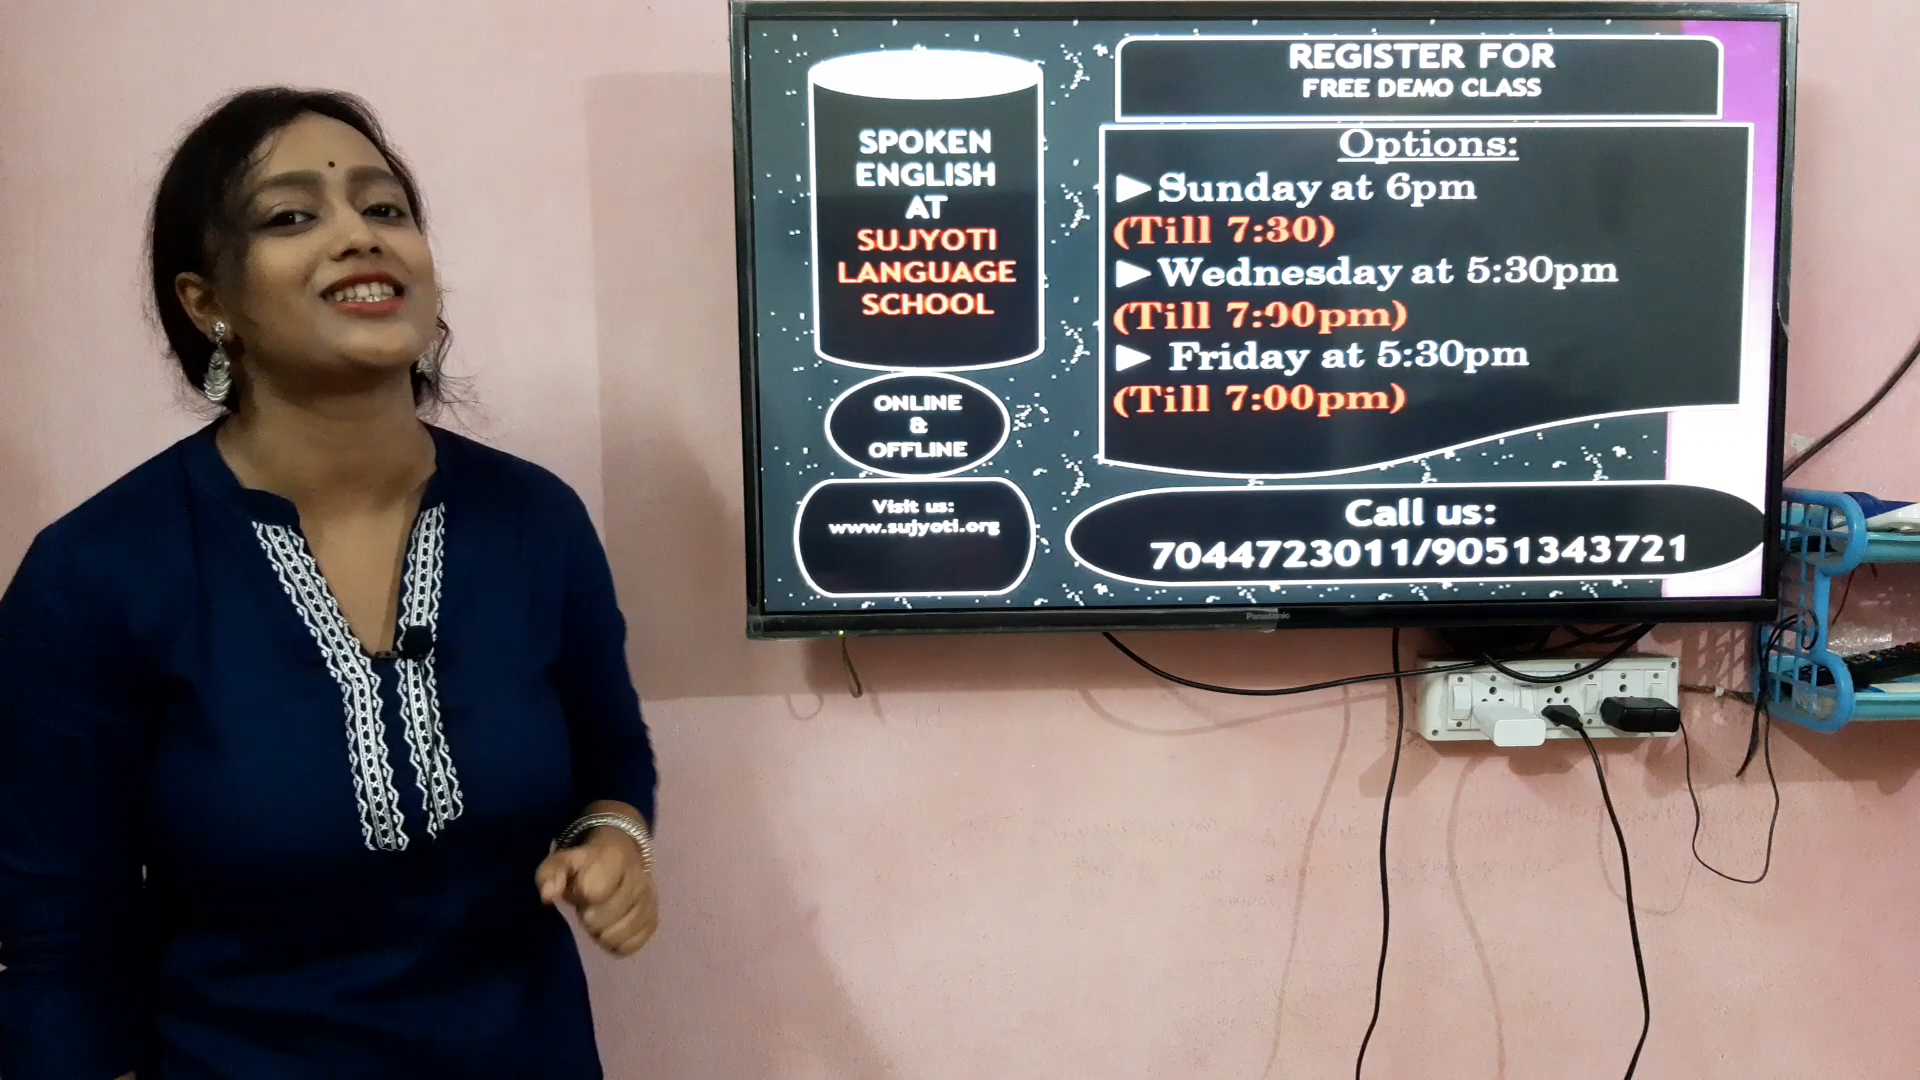 SPOKEN
ENGLISH
AT
SUJYOTI
LANGUAGE
SCHOOL
ONLINE
&
OFFLINE
Visit us:
www.sujyoti.org
REGISTER FOR
FREE DEMO CLASS
Options:
►Sunday at 6pm
(Till 7:30)
►Wednesday at 5:30pm
(Till 7:00pm)
► Friday at 5:30pm
(Till 7:00pm)
Call us:
7044723011/9051343721
Panasonic